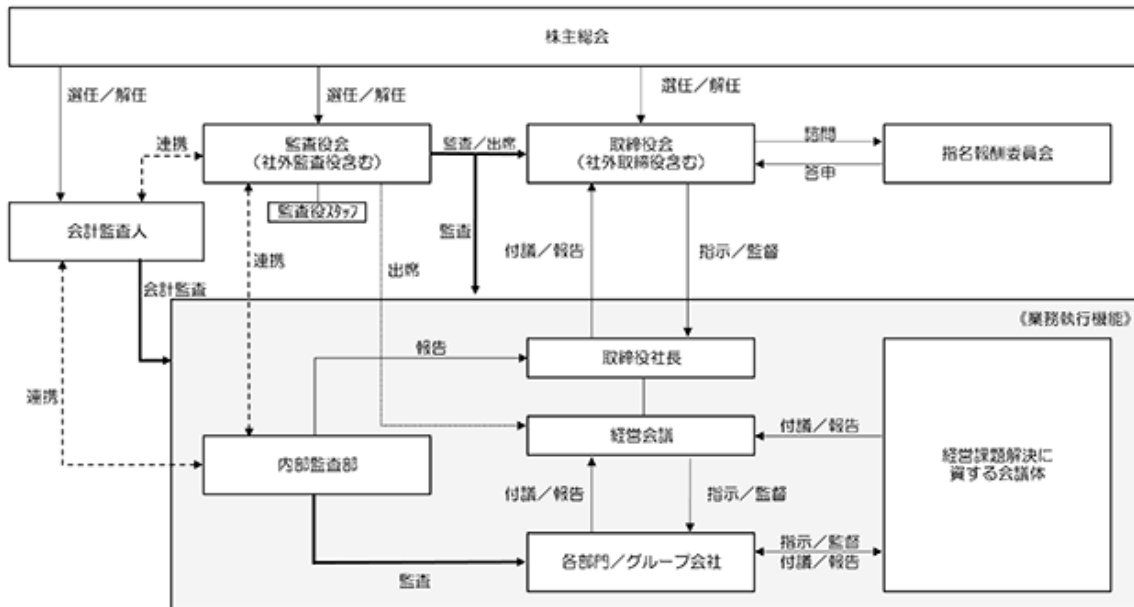 株主総会
選任／解任
選任／解任
選任／解任
連携
監査役会
（社外監査役含む）
監査／出席
取締役会
（社外取締役含む）
諮問
答申
指名報酬委員会
監査役スタッフ
会計監査人
連携
出席
監査
付議／報告
指示／監督
会計監査
《業務執行機能》
報告
取締役社長
連携
経営会議
付議／報告
経営課題解決に
資する会議体
内部監査部
付議／報告
指示／監督
各部門／グループ会社
指示／監督
付議／報告
監査